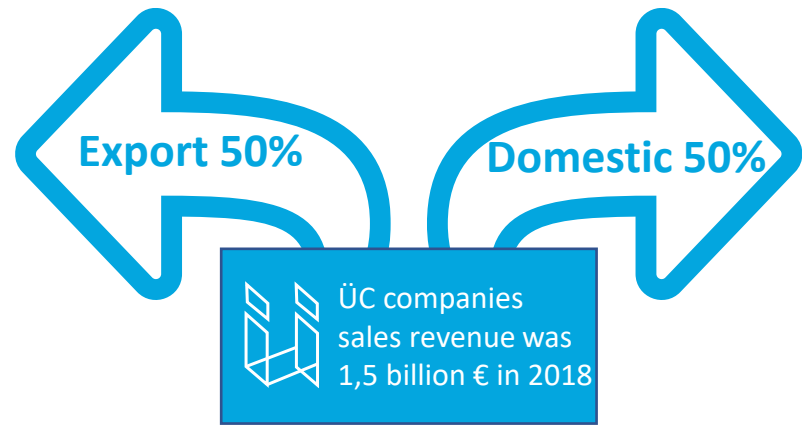 Export 50%
Domestic 50%
ÜC companies
sales revenue was
1,5 billion € in 2018